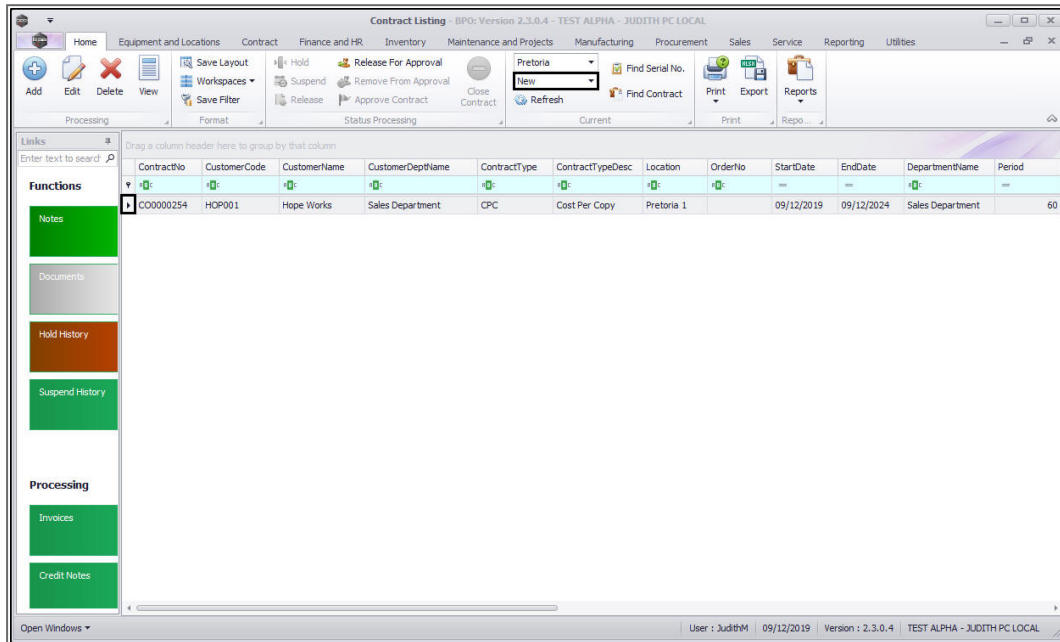 Contract Listing - BPO: Version 2.3.0.4 - TEST ALPHA - JUDITH PC LOCAL
Home Equipment and Locations Contract Finance and HR Inventory Maintenance and Projects Manufacturing Procurement Sales Service Reporting Utilities
Add Edit Delete View
Save Layout
Workspaces
Save Filter
Hold
Suspend
Release
Release For Approval
Remove From Approval
Approve Contract
Close Contract
Pretoria
New
Refresh
Find Serial No.
Find Contract
Print Export Reports
Processing Format Status Processing Current Print Repo...
Links
Enter text to search
Drag a column header here to group by that column
ContractNo CustomerCode CustomerName CustomerDeptName ContractType ContractTypeDesc Location OrderNo StartDate EndDate DepartmentName Period
CO0000254 HOP001 Hope Works Sales Department CPC Cost Per Copy Pretoria 1 09/12/2019 09/12/2024 Sales Department 60
Functions
Notes
Documents
Hold History
Suspend History
Processing
Invoices
Credit Notes
Open Windows User : JudithM 09/12/2019 Version : 2.3.0.4 TEST ALPHA - JUDITH PC LOCAL